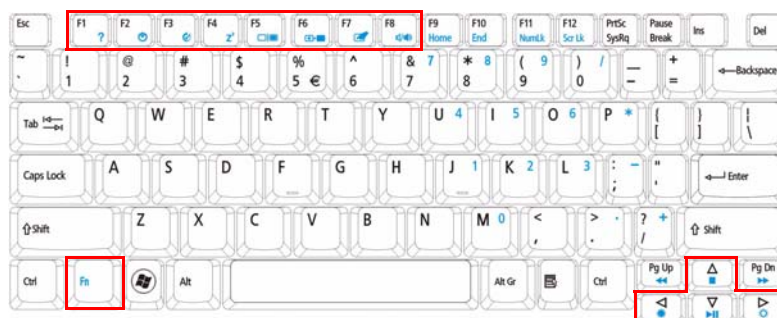 Esc F1 F2 F3 F4 F5 F6 F7 F8 F9 F10 F11 F12 PrtSc Pause Ins Del
? z Home End NumLk Scr Lk SysRq Break
~ ! @ # $ % ^ & 7 * 8 ( 9 ) / _ + Backspace
` 1 2 3 4 5 € 6 7 8 9 0 - =
Tab Q W E R T Y U 4 I 5 O 6 P * { } |
[ ] \
Caps Lock A S D F G H J 1 K 2 L 3 : - " Enter
; '
Shift Z X C V B N M 0 < > . ? + Shift
, . /
Ctrl Fn Alt Alt Gr Ctrl Pg Up Pg Dn